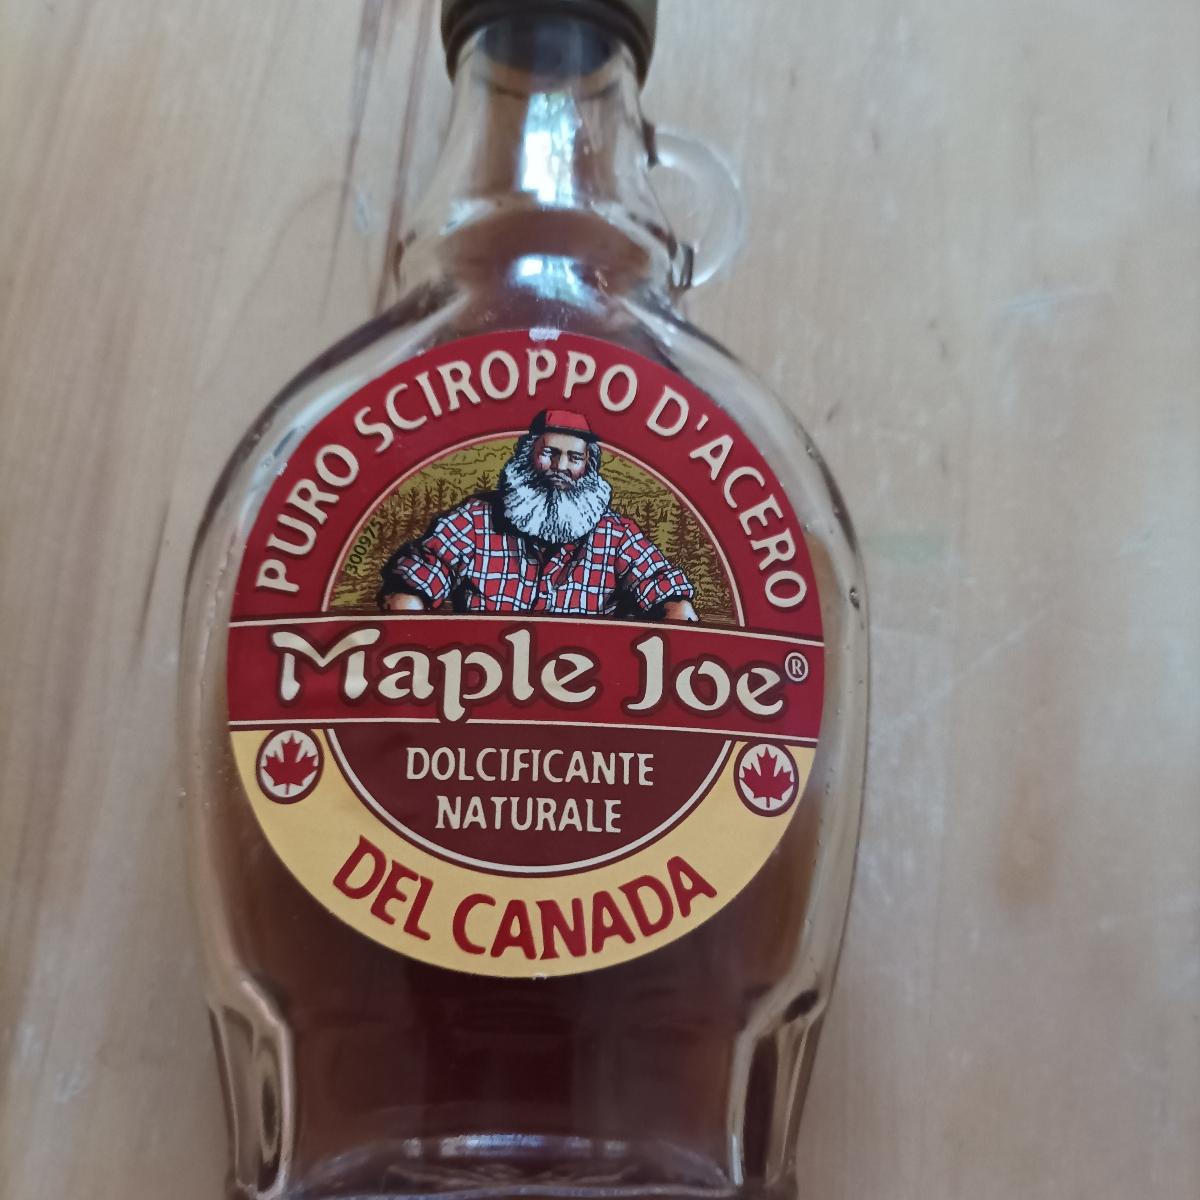 PURO SCIROPPO D'ACERO
Maple Joe®
DOLCIFICANTE
NATURALE
DEL CANADA